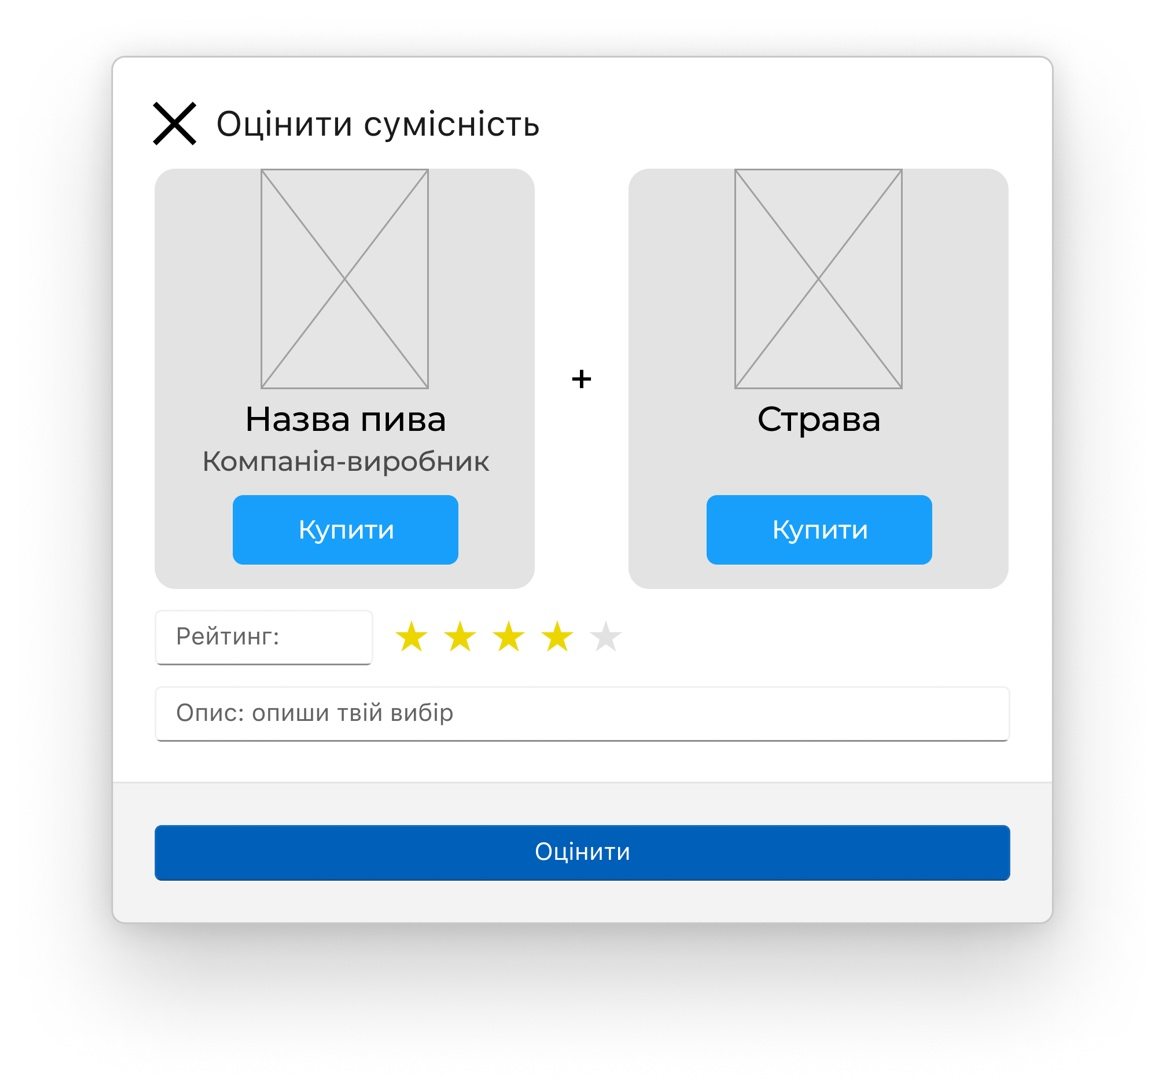 Оцінити сумісність
Назва пива
Компанія-виробник
Купити
+
Страва
Купити
Рейтинг:
Опис: опиши твій вибір
Оцінити